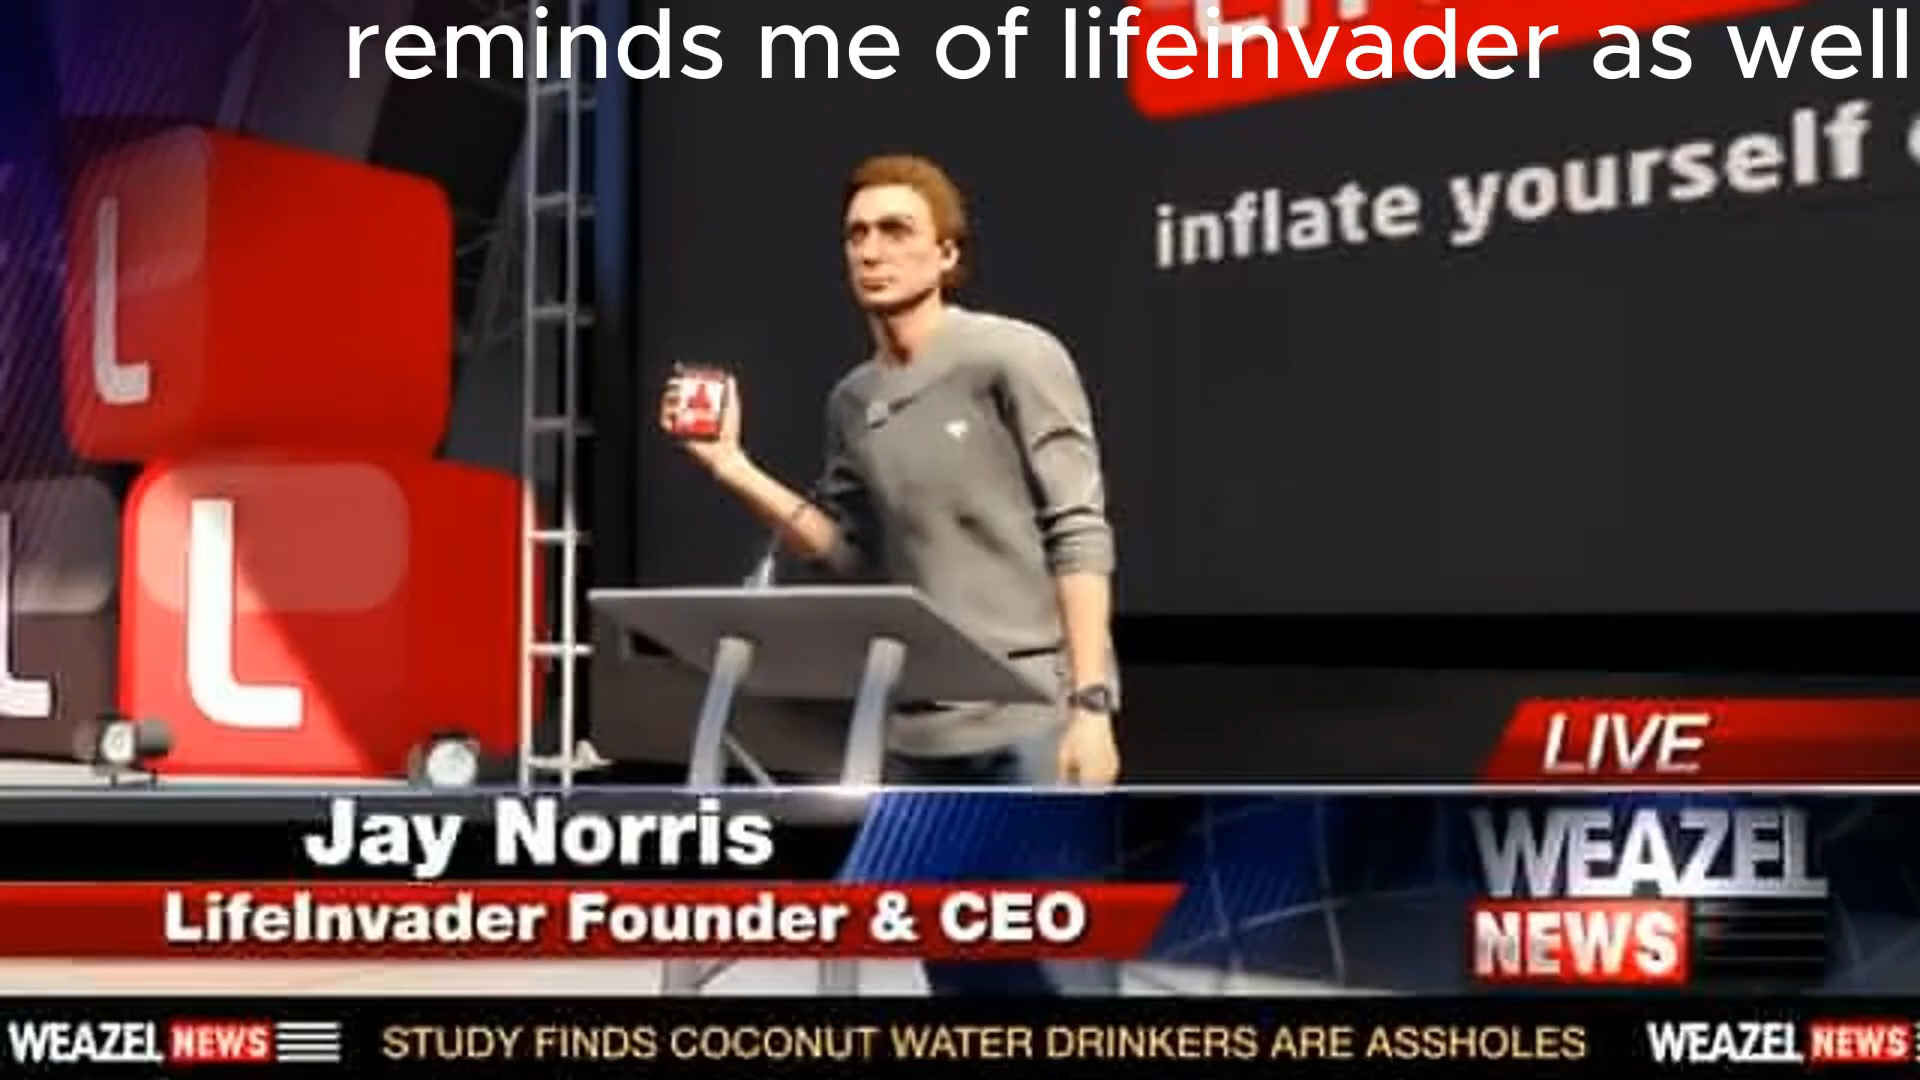 reminds me of lifeinvader as well
inflate yourself
L
L
L
LIVE
Jay Norris
LifeInvader Founder & CEO
WEAZEL
NEWS
WEAZEL NEWS STUDY FINDS COCONUT WATER DRINKERS ARE ASSHOLES WEAZEL NEWS